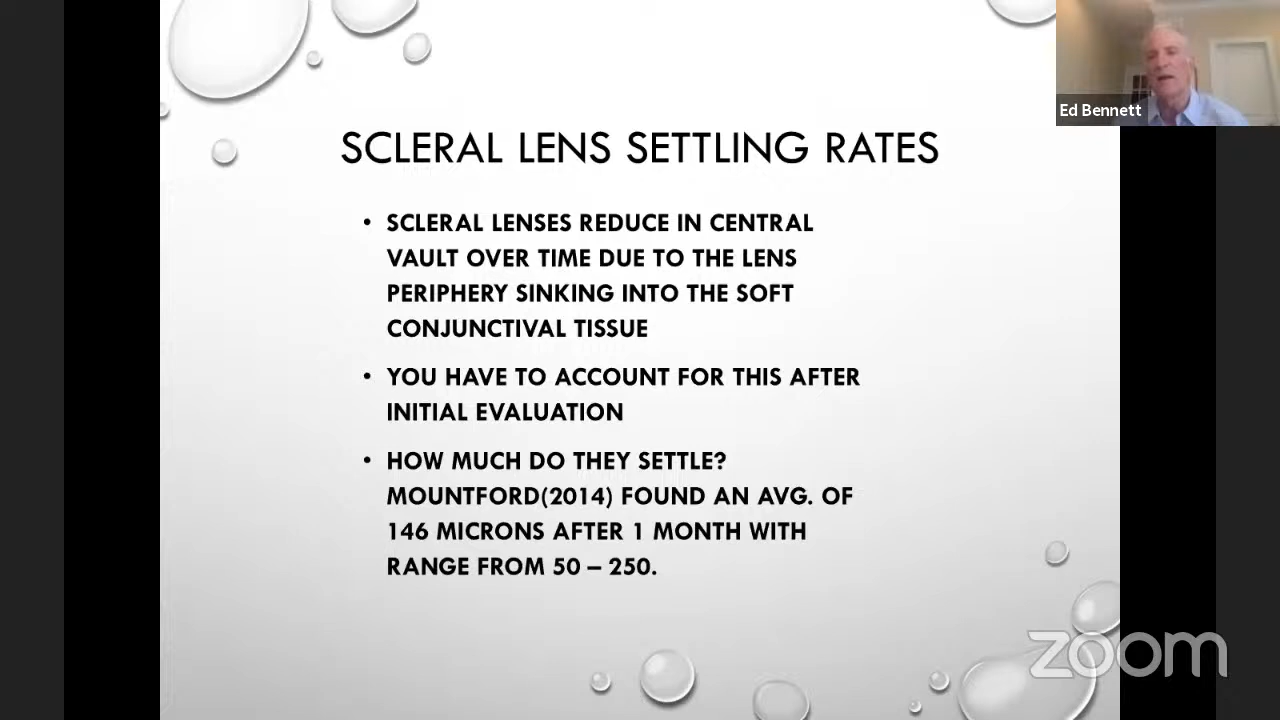 Ed Bennett
SCLERAL LENS SETTLING RATES
• SCLERAL LENSES REDUCE IN CENTRAL
VAULT OVER TIME DUE TO THE LENS
PERIPHERY SINKING INTO THE SOFT
CONJUNCTIVAL TISSUE
• YOU HAVE TO ACCOUNT FOR THIS AFTER
INITIAL EVALUATION
• HOW MUCH DO THEY SETTLE?
MOUNTFORD(2014) FOUND AN AVG. OF
146 MICRONS AFTER 1 MONTH WITH
RANGE FROM 50 – 250.
zoom